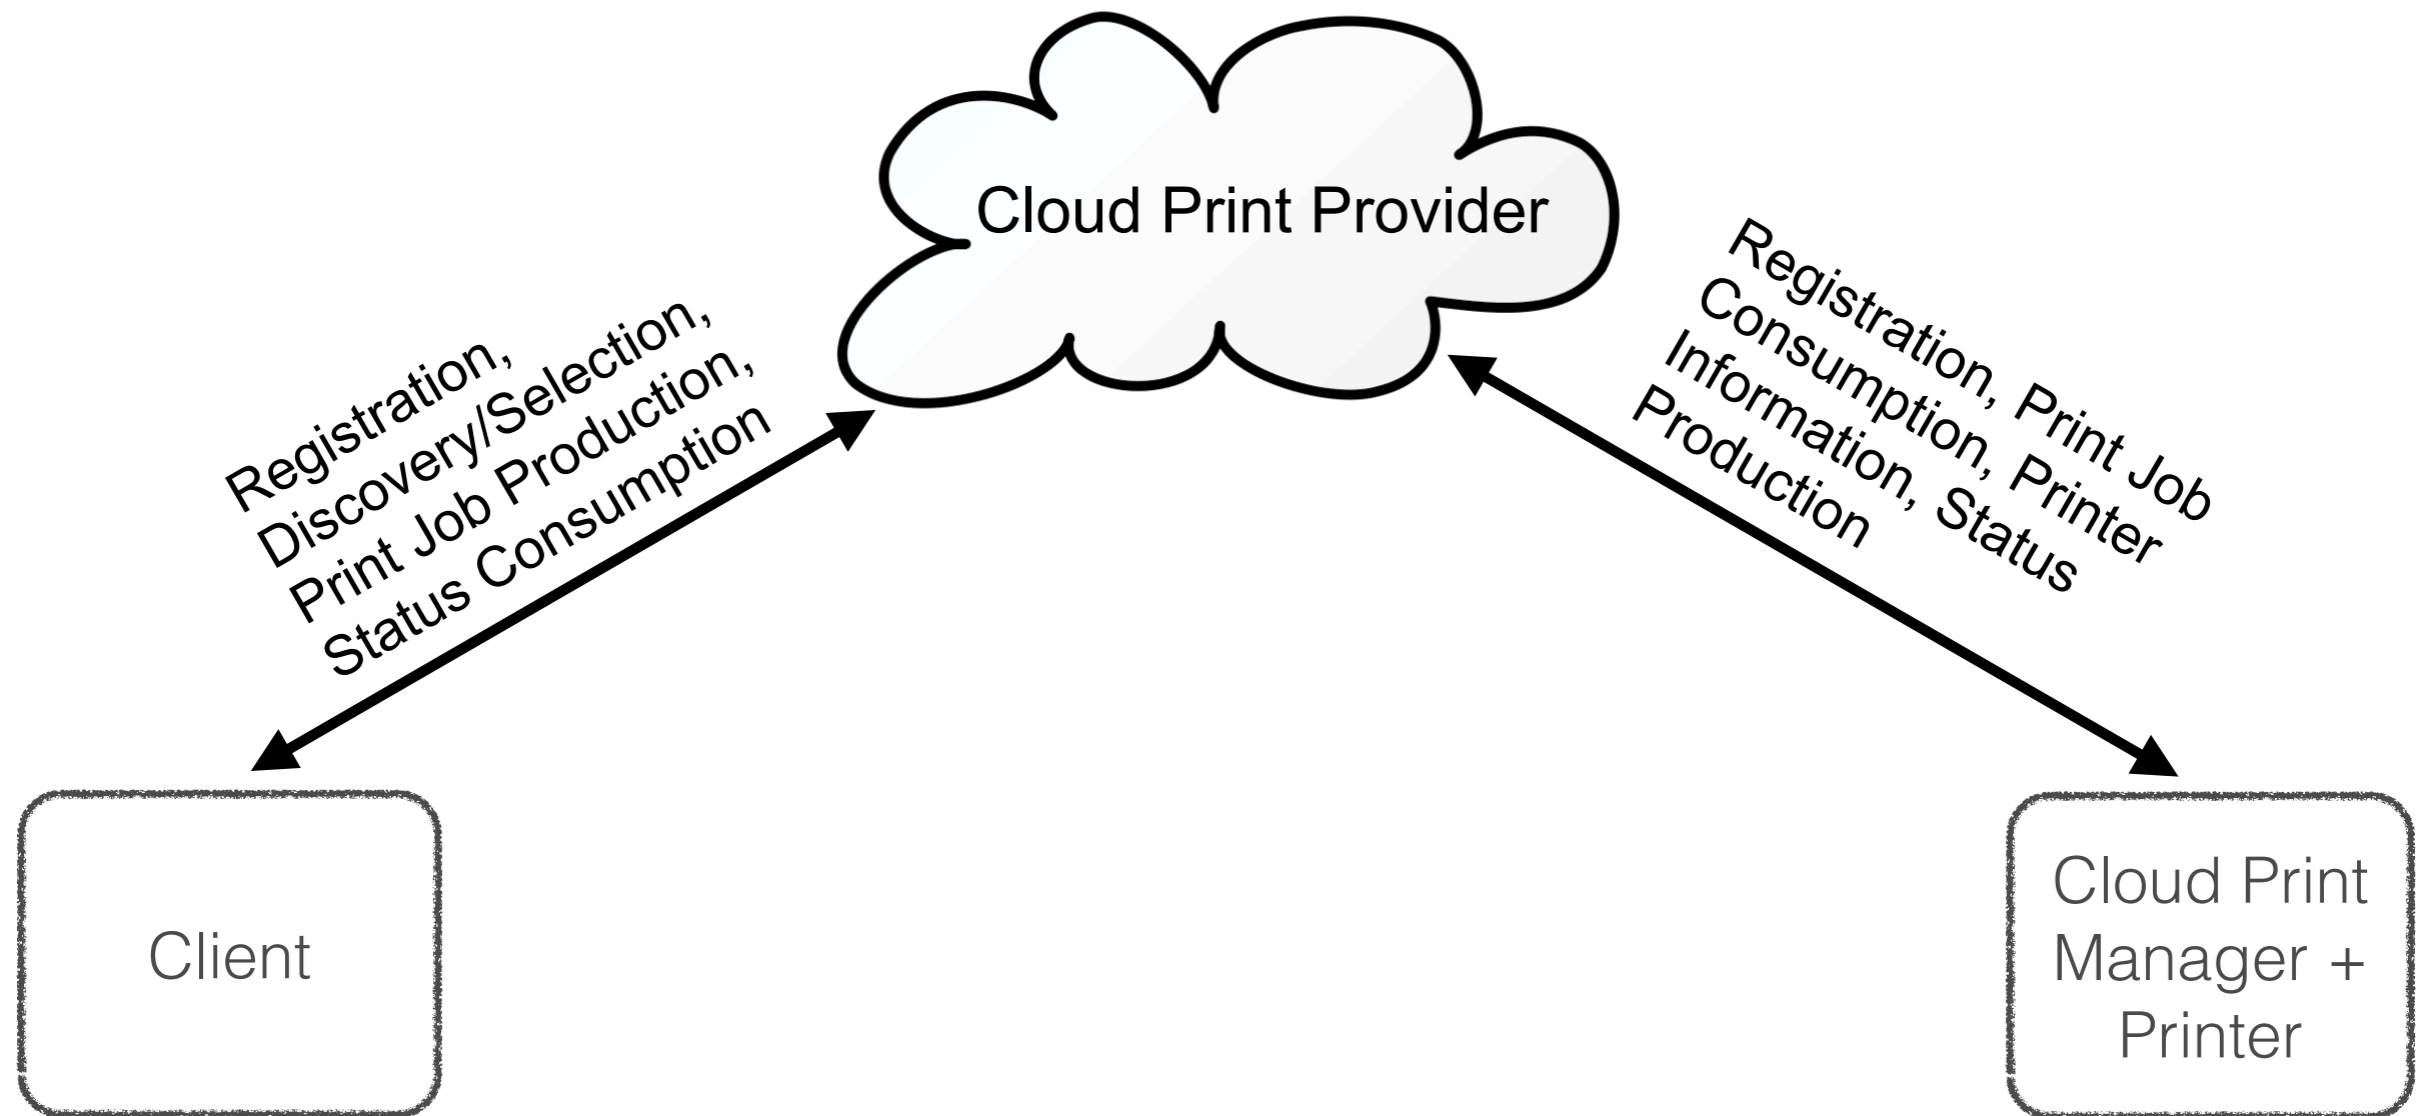 Cloud Print Provider
Registration,
Discovery/Selection,
Print Job Production,
Status Consumption
Registration, Print Job
Consumption, Printer
Information, Status
Production
Client
Cloud Print
Manager +
Printer